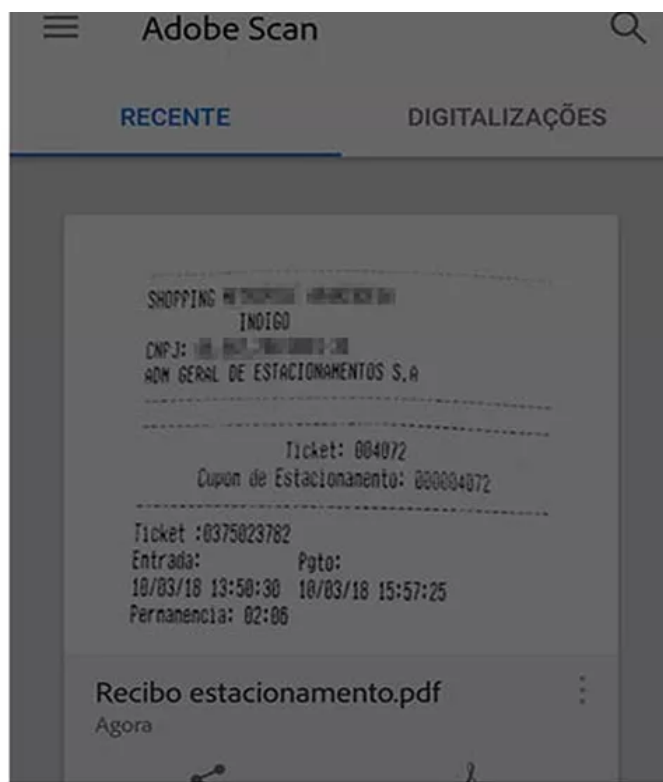 Adobe Scan
RECENTE
DIGITALIZAÇÕES
SHOPPING
INDIGO
CNPJ:
ADM GERAL DE ESTACIONAMENTOS S.A
Ticket: 004072
Cupom de Estacionamento: 000004072
Ticket :0375023782
Entrada: Pgto:
10/03/18 13:50:30 10/03/18 15:57:25
Permanencia: 02:06
Recibo estacionamento.pdf
Agora